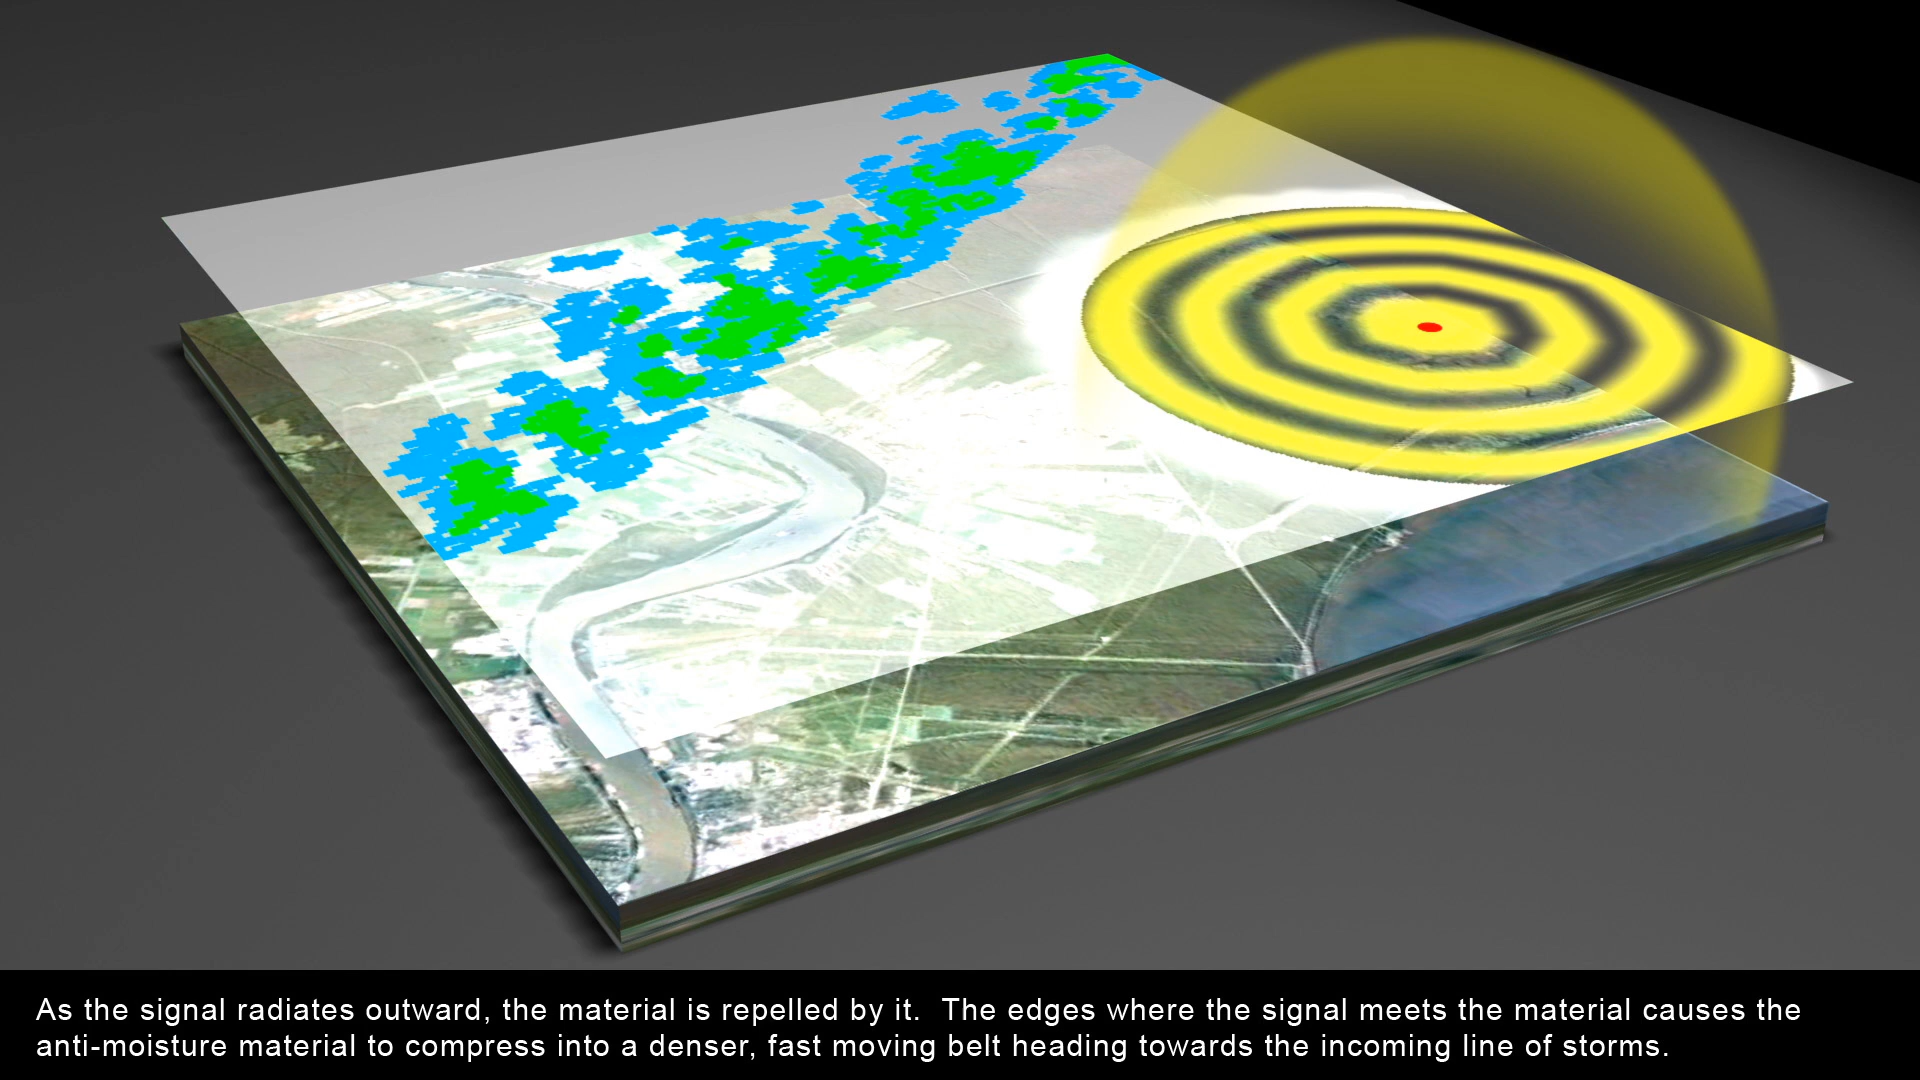 As the signal radiates outward, the material is repelled by it.  The edges where the signal meets the material causes the
anti-moisture material to compress into a denser, fast moving belt heading towards the incoming line of storms.